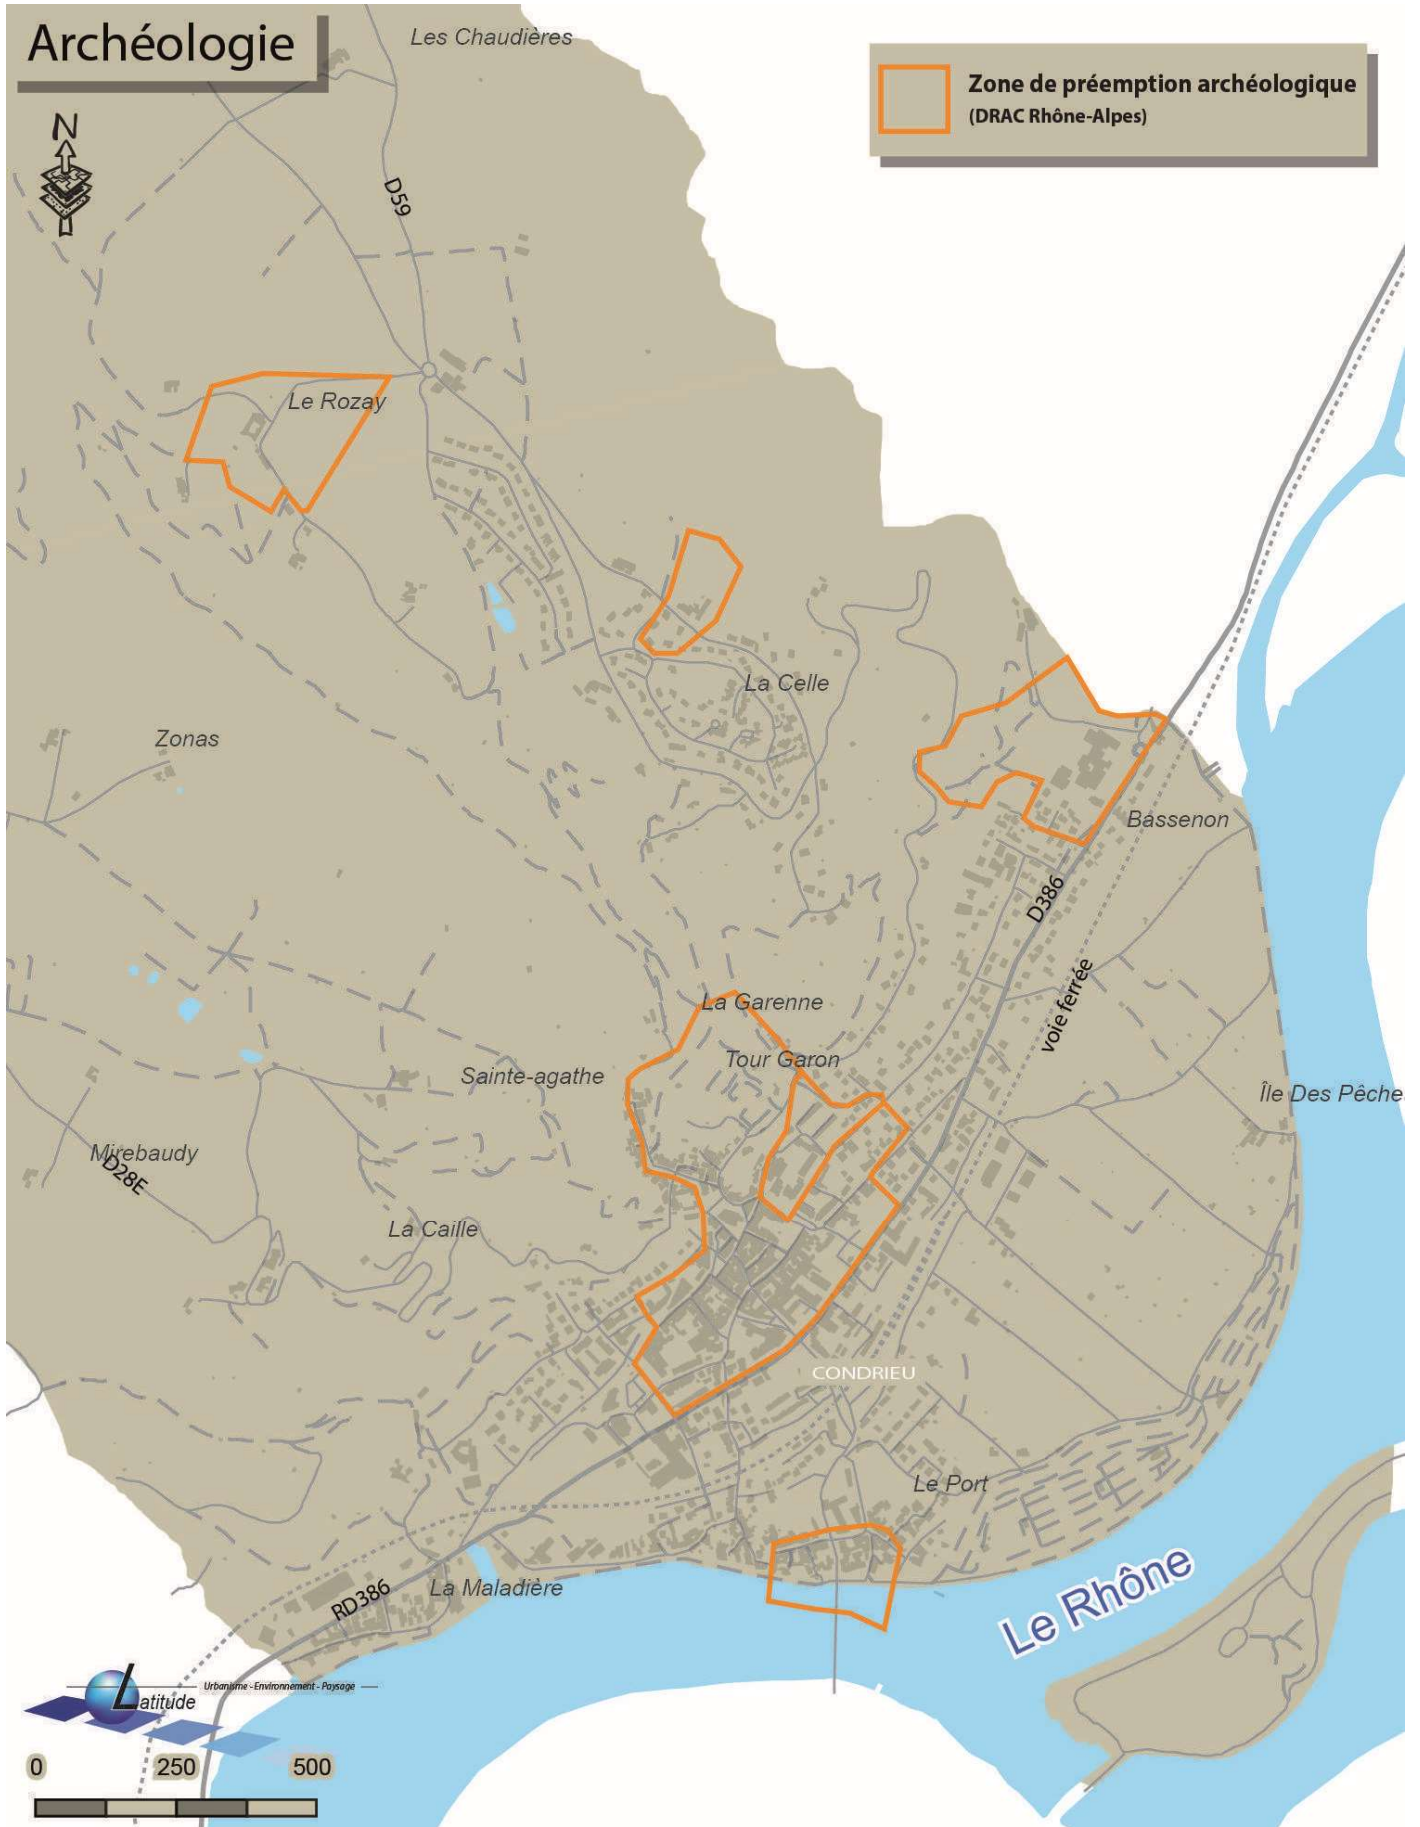 Archéologie
Les Chaudières
Zone de préemption archéologique
(DRAC Rhône-Alpes)
N
D59
Le Rozay
La Celle
Zonas
Bassenon
D386
voie ferrée
La Garenne
Tour Garon
Sainte-agathe
Île Des Pêche
Mirebaudy
D28E
La Caille
CONDRIEU
Le Port
La Maladière
RD386
Le Rhône
Latitude
Urbanisme - Environnement - Paysage
0 250 500